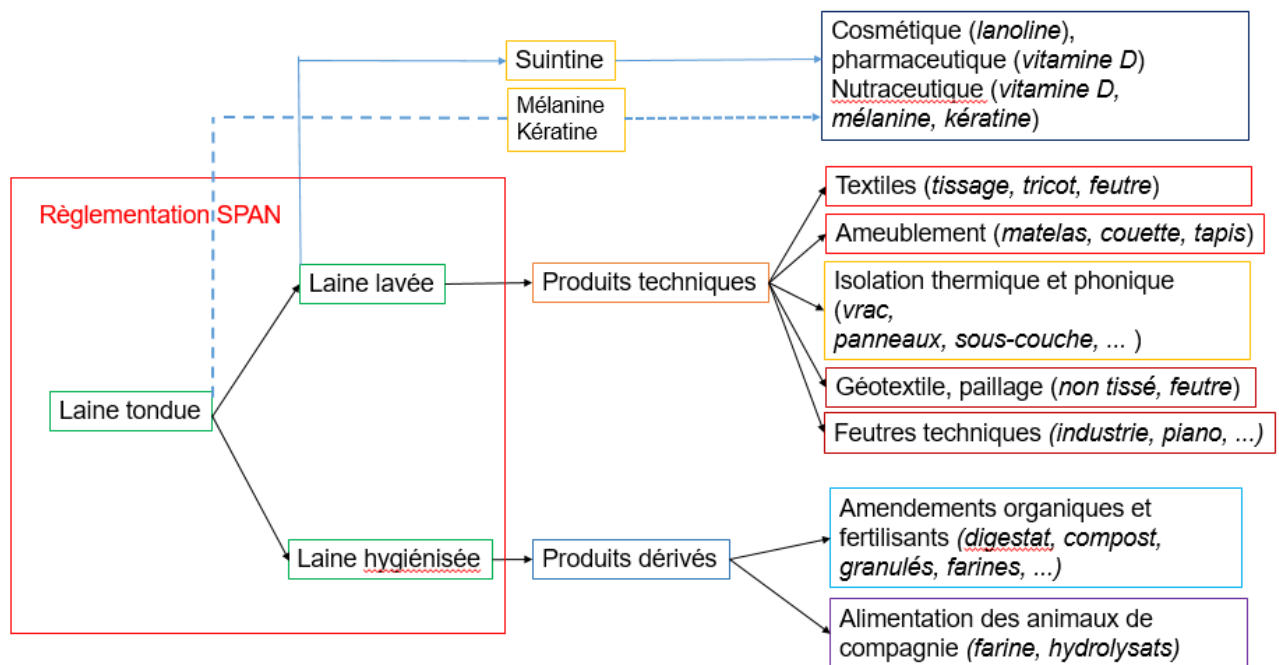 Suintine
Mélanine
Kératine
Cosmétique (lanoline),
pharmaceutique (vitamine D)
Nutraceutique (vitamine D,
mélanine, kératine)
Règlementation SPAN
Laine tondue
Laine lavée
Laine hygiénisée
Produits techniques
Produits dérivés
Textiles (tissage, tricot, feutre)
Ameublement (matelas, couette, tapis)
Isolation thermique et phonique
(vrac,
panneaux, sous-couche, ... )
Géotextile, paillage (non tissé, feutre)
Feutres techniques (industrie, piano, ...)
Amendements organiques et
fertilisants (digestat, compost,
granulés, farines, ...)
Alimentation des animaux de
compagnie (farine, hydrolysats)